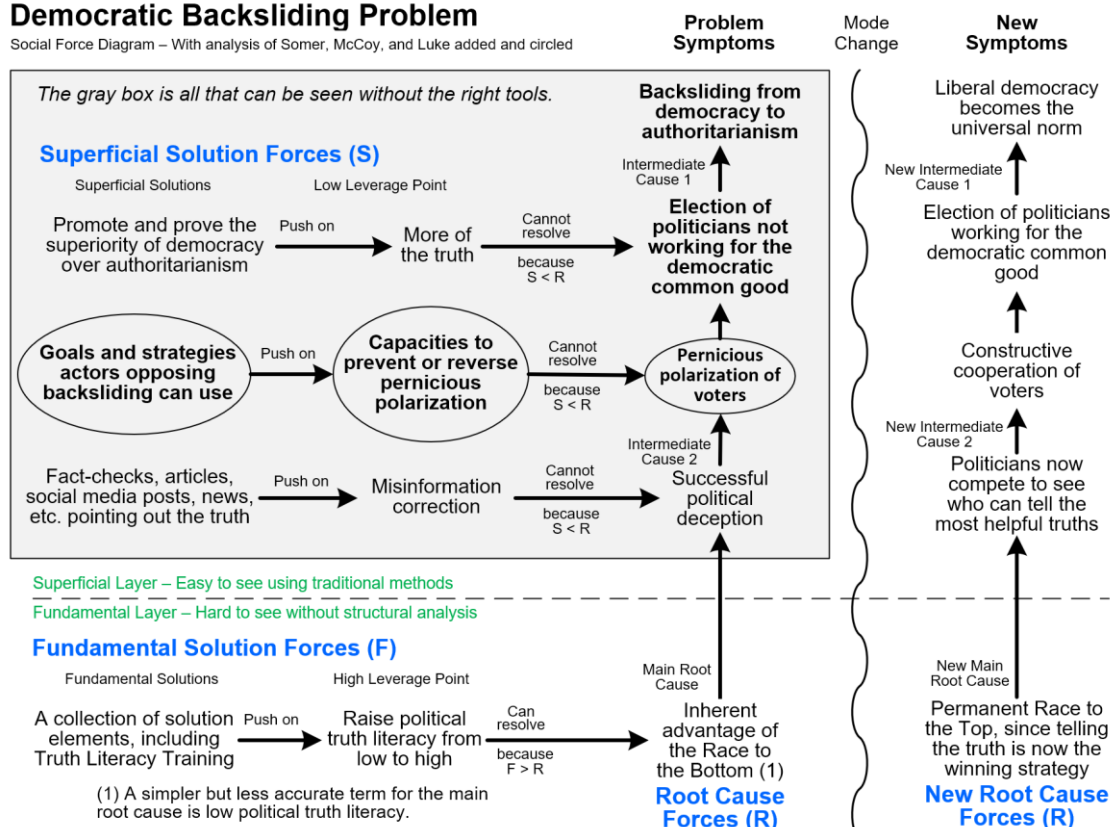 Democratic Backsliding Problem
Social Force Diagram – With analysis of Somer, McCoy, and Luke added and circled
Problem
Symptoms
Mode
Change
New
Symptoms
The gray box is all that can be seen without the right tools.
Backsliding from
democracy to
authoritarianism
Liberal democracy
becomes the
universal norm
Superficial Solution Forces (S)
Intermediate
Cause 1
New Intermediate
Cause 1
Superficial Solutions
Low Leverage Point
Promote and prove the
superiority of democracy
over authoritarianism
Push on
More of
the truth
Cannot
resolve
because
S < R
Election of
politicians not
working for the
democratic
common good
Election of politicians
working for the
democratic common
good
Goals and strategies
actors opposing
backsliding can use
Push on
Capacities to
prevent or reverse
pernicious
polarization
Cannot
resolve
because
S < R
Pernicious
polarization of
voters
Constructive
cooperation of
voters
Intermediate
Cause 2
New Intermediate
Cause 2
Fact-checks, articles,
social media posts, news,
etc. pointing out the truth
Push on
Misinformation
correction
Cannot
resolve
because
S < R
Successful
political
deception
Politicians now
compete to see
who can tell the
most helpful truths
Superficial Layer – Easy to see using traditional methods
Fundamental Layer – Hard to see without structural analysis
Fundamental Solution Forces (F)
Fundamental Solutions
High Leverage Point
Main Root
Cause
New Main
Root Cause
A collection of solution
elements, including
Truth Literacy Training
Push on
Raise political
truth literacy from
low to high
Can
resolve
because
F > R
Inherent
advantage of
the Race to
the Bottom (1)
Permanent Race to
the Top, since telling
the truth is now the
winning strategy
(1) A simpler but less accurate term for the main
root cause is low political truth literacy.
Root Cause
Forces (R)
New Root Cause
Forces (R)